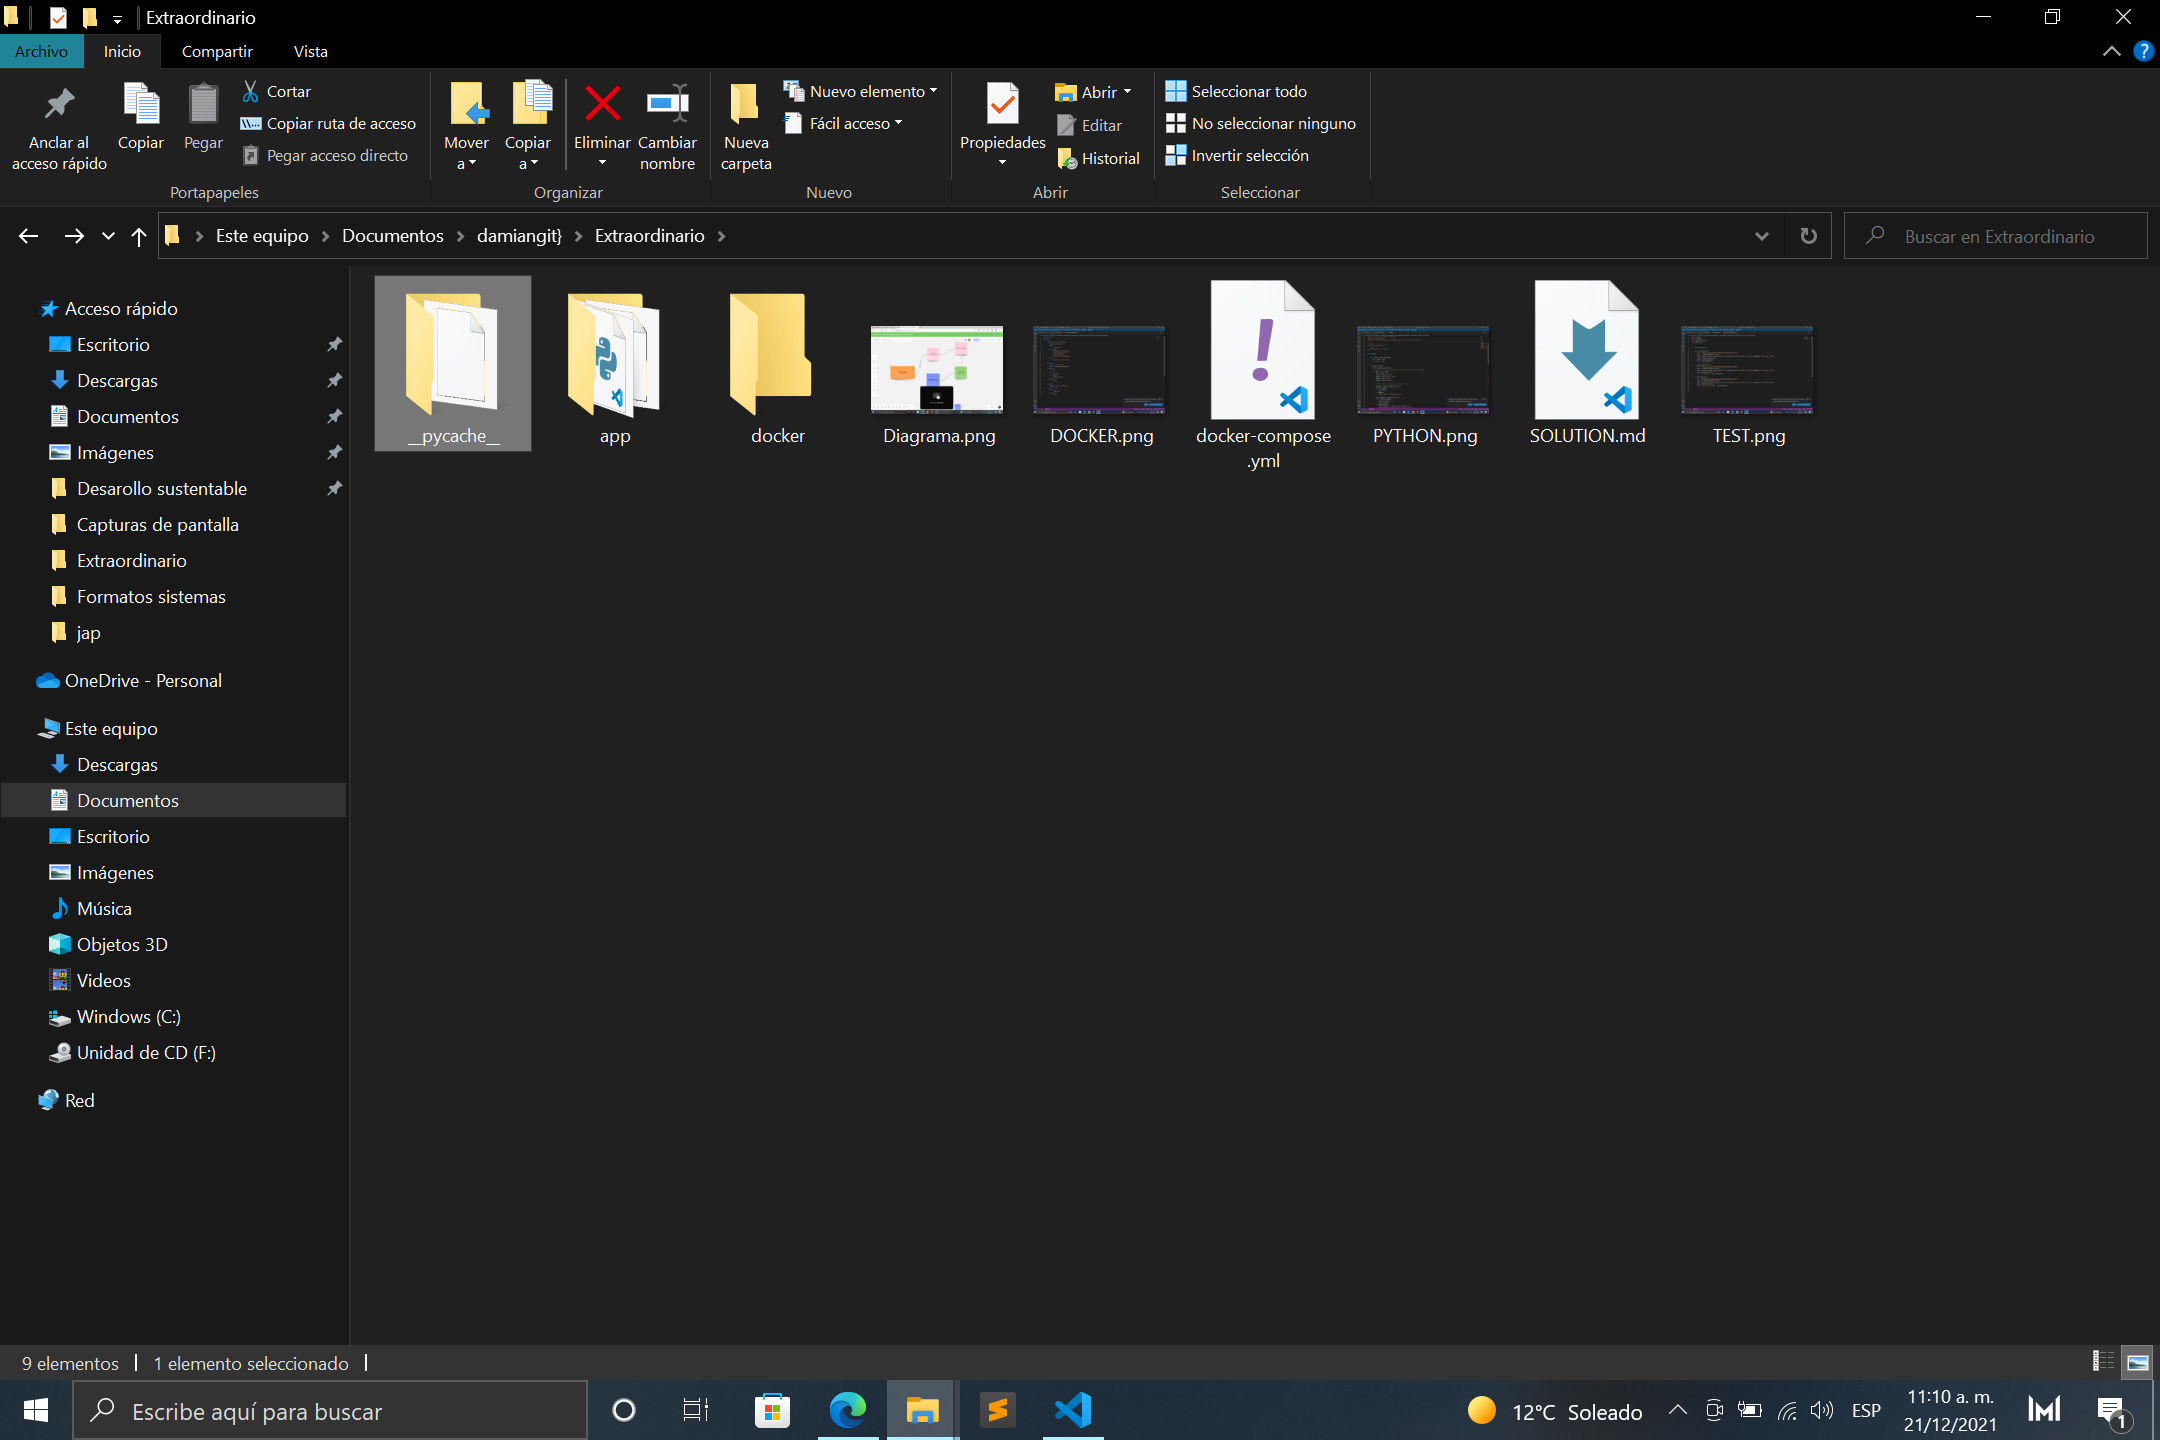 Extraordinario
Archivo Inicio Compartir Vista
Anclar al acceso rápido
Copiar
Pegar
Cortar
Copiar ruta de acceso
Pegar acceso directo
Portapapeles
Mover a
Copiar a
Eliminar
Cambiar nombre
Organizar
Nueva carpeta
Nuevo elemento
Fácil acceso
Nuevo
Propiedades
Abrir
Editar
Historial
Abrir
Seleccionar todo
No seleccionar ninguno
Invertir selección
Seleccionar
Este equipo > Documentos > damiangit} > Extraordinario >
Buscar en Extraordinario
Acceso rápido
Escritorio
Descargas
Documentos
Imágenes
Desarollo sustentable
Capturas de pantalla
Extraordinario
Formatos sistemas
jap
OneDrive - Personal
Este equipo
Descargas
Documentos
Escritorio
Imágenes
Música
Objetos 3D
Videos
Windows (C:)
Unidad de CD (F:)
Red
__pycache__
app
docker
Diagrama.png
DOCKER.png
docker-compose
.yml
PYTHON.png
SOLUTION.md
TEST.png
9 elementos
1 elemento seleccionado
Escribe aquí para buscar
12°C Soleado
ESP
11:10 a. m.
21/12/2021
1